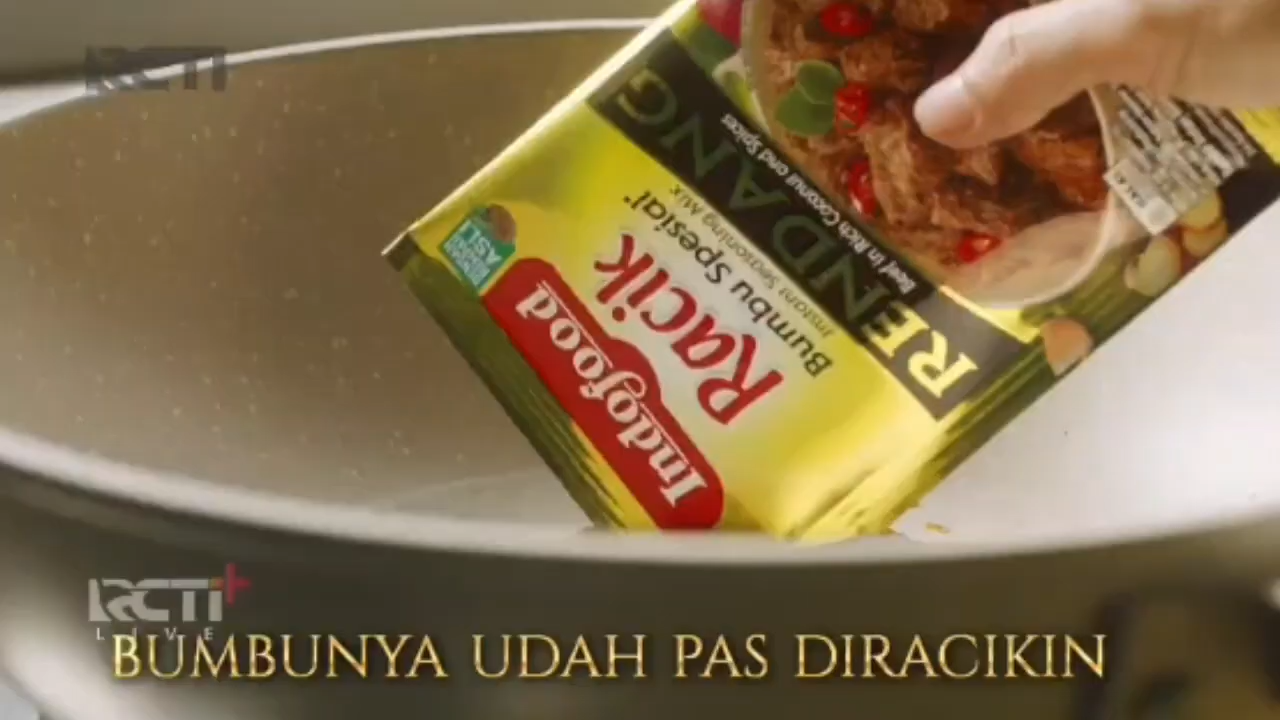 RCTI
RENDANG
Beef in Rich Coconut and Spices
Instant Seasoning Mix
Bumbu Spesial
Racik
Indofood
ASLI
RCTI+
LIVE
BUMBUNYA UDAH PAS DIRACIKIN